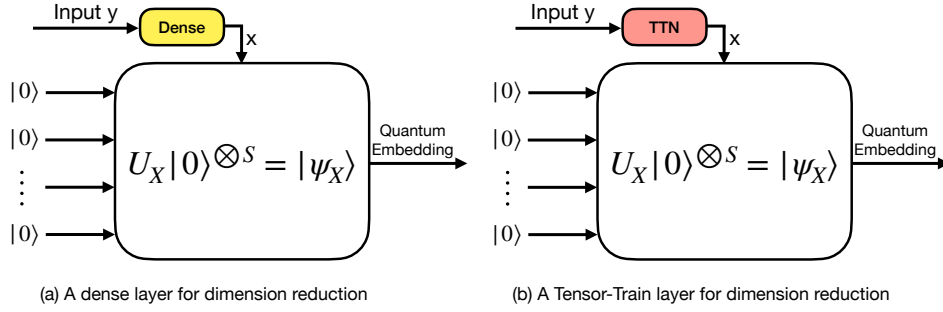 Input y
Dense
x
|0⟩
|0⟩
⋮
|0⟩
U_X|0⟩^{⊗S} = |ψ_X⟩
Quantum
Embedding
(a) A dense layer for dimension reduction
Input y
TTN
x
|0⟩
|0⟩
⋮
|0⟩
U_X|0⟩^{⊗S} = |ψ_X⟩
Quantum
Embedding
(b) A Tensor-Train layer for dimension reduction